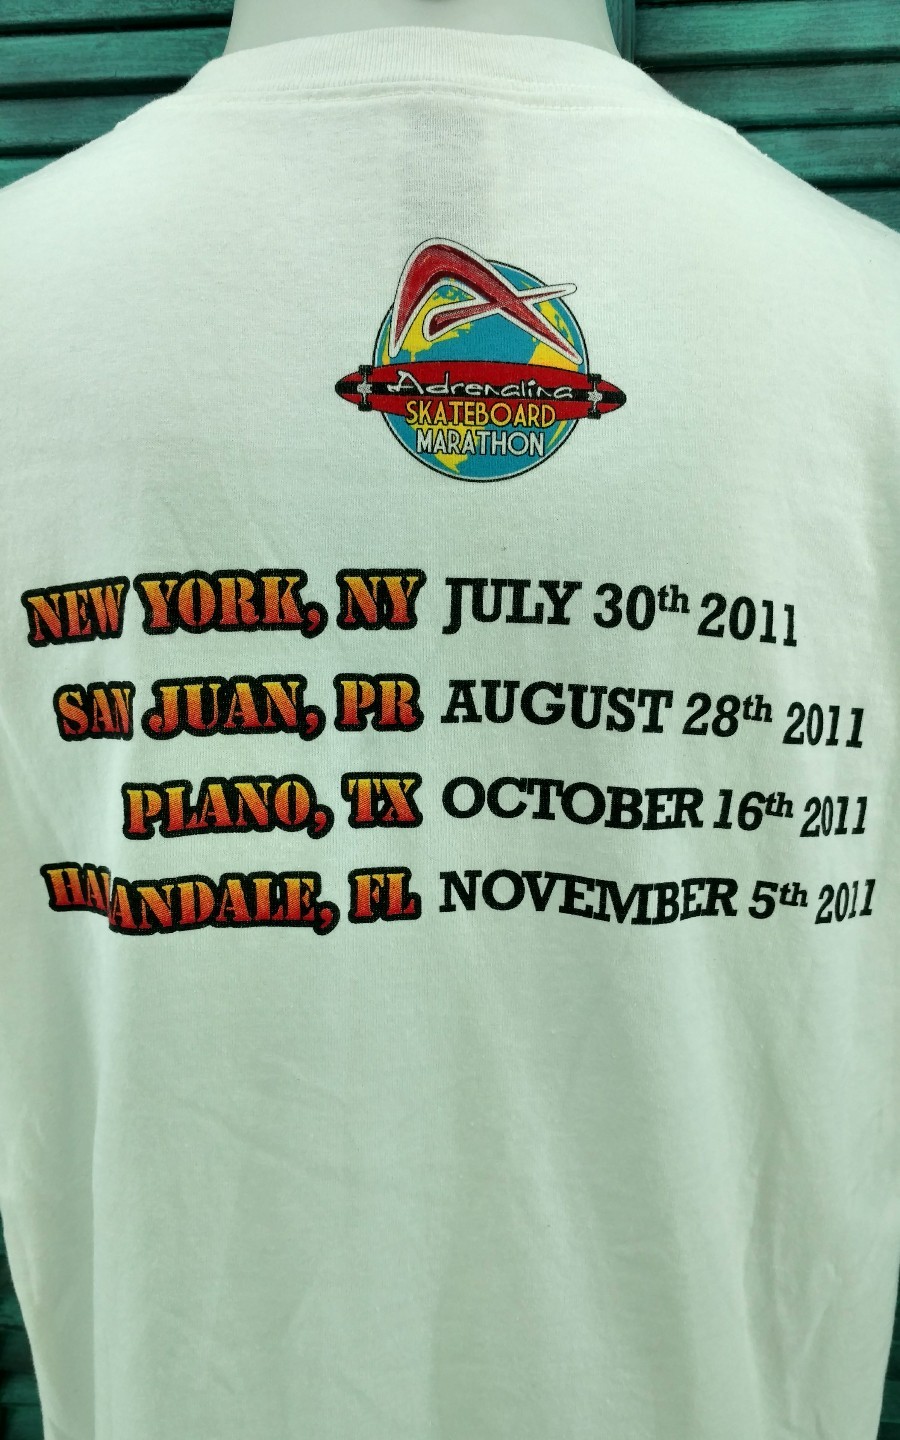 Adrenalina
SKATEBOARD
MARATHON
NEW YORK, NY JULY 30th 2011
SAN JUAN, PR AUGUST 28th 2011
PLANO, TX OCTOBER 16th 2011
HALLANDALE, FL NOVEMBER 5th 2011